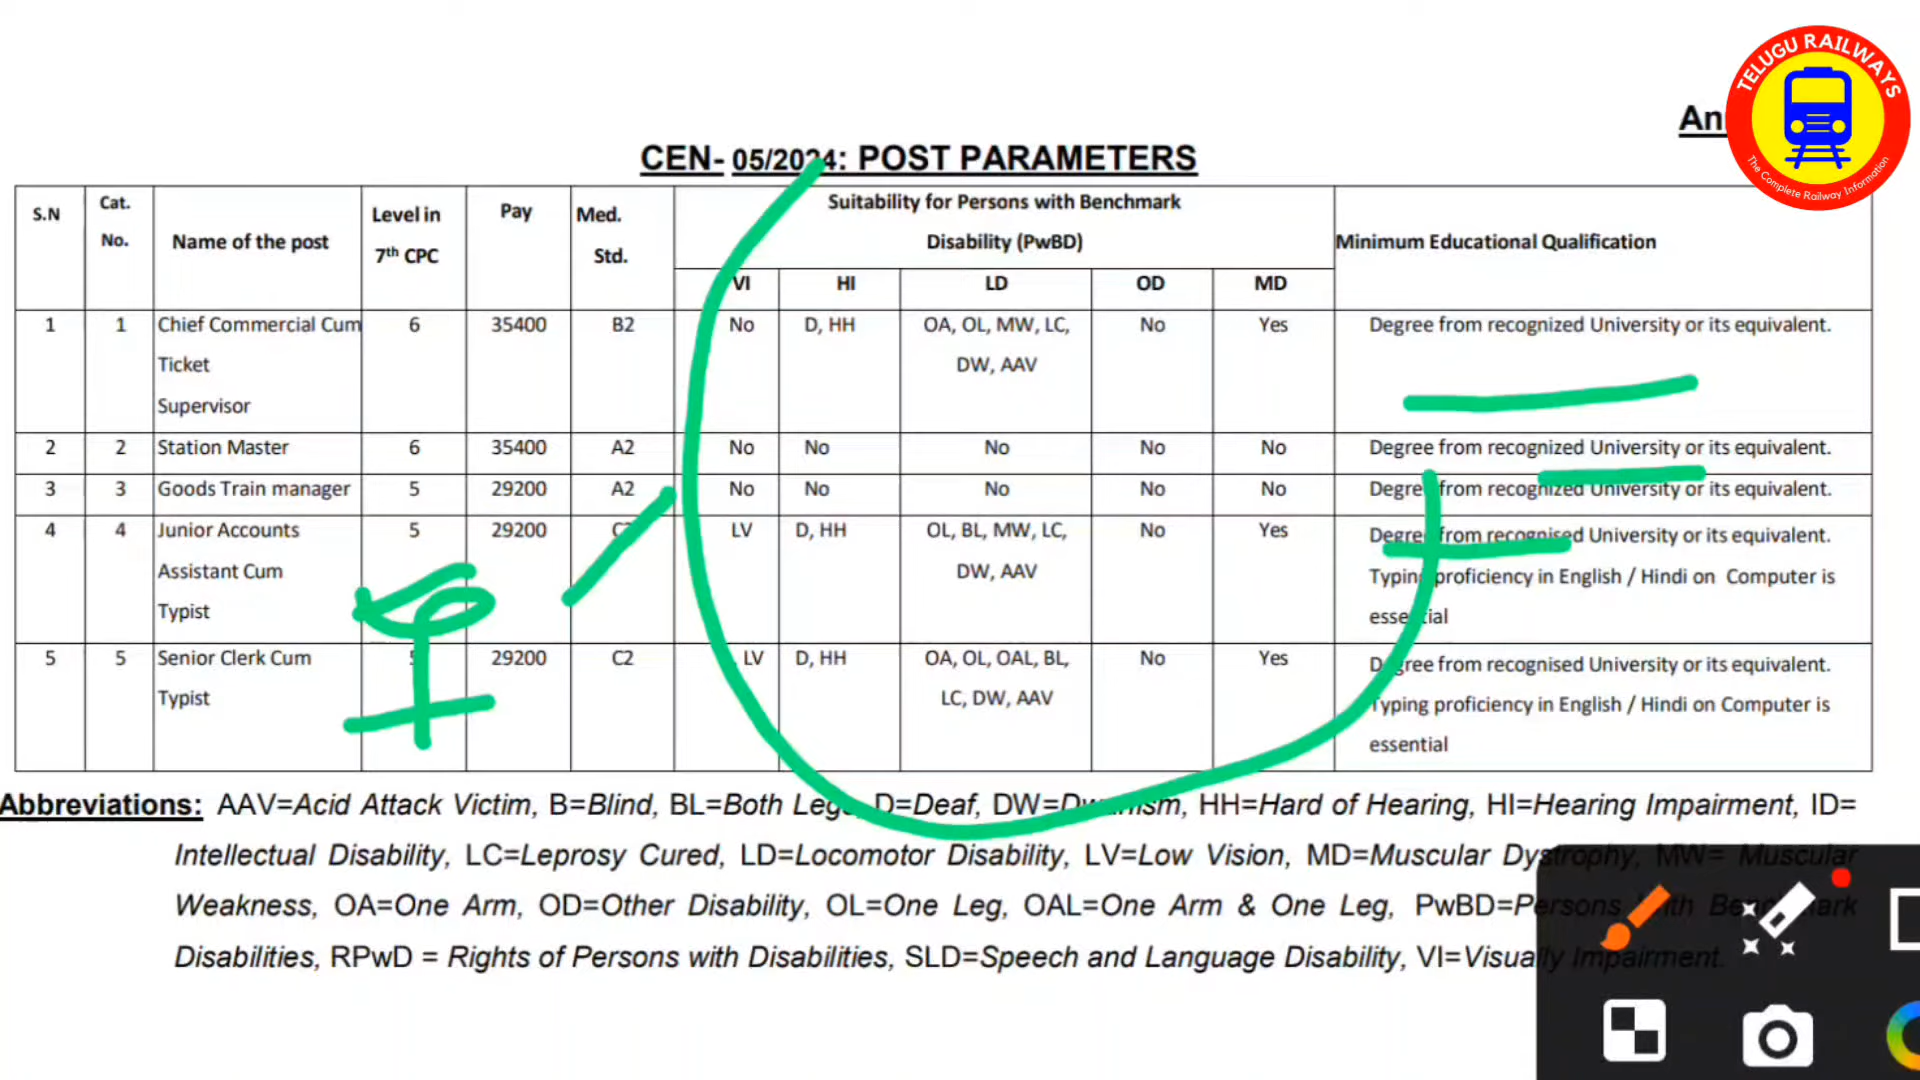 TELUGU RAILWAYS
The Complete Railway Information
CEN- 05/2024: POST PARAMETERS
S.N Cat. No. Name of the post Level in 7th CPC Pay Med. Std. Suitability for Persons with Benchmark Disability (PwBD) Minimum Educational Qualification
VI HI LD OD MD
1 1 Chief Commercial Cum 6 35400 B2 No D, HH OA, OL, MW, LC, No Yes Degree from recognized University or its equivalent.
Ticket DW, AAV
Supervisor
2 2 Station Master 6 35400 A2 No No No No No Degree from recognized University or its equivalent.
3 3 Goods Train manager 5 29200 A2 No No No No No Degree from recognized University or its equivalent.
4 4 Junior Accounts 5 29200 LV D, HH OL, BL, MW, LC, No Yes Degree from recognised University or its equivalent.
Assistant Cum DW, AAV Typing proficiency in English / Hindi on Computer is
Typist essential
5 5 Senior Clerk Cum 5 29200 C2 LV D, HH OA, OL, OAL, BL, No Yes Degree from recognised University or its equivalent.
Typist LC, DW, AAV Typing proficiency in English / Hindi on Computer is
essential
Abbreviations: AAV=Acid Attack Victim, B=Blind, BL=Both Legs, D=Deaf, DW=Dwarfism, HH=Hard of Hearing, HI=Hearing Impairment, ID=
Intellectual Disability, LC=Leprosy Cured, LD=Locomotor Disability, LV=Low Vision, MD=Muscular Dystrophy, MW= Muscular
Weakness, OA=One Arm, OD=Other Disability, OL=One Leg, OAL=One Arm & One Leg, PwBD=Persons with Benchmark
Disabilities, RPwD = Rights of Persons with Disabilities, SLD=Speech and Language Disability, VI=Visually Impairment.